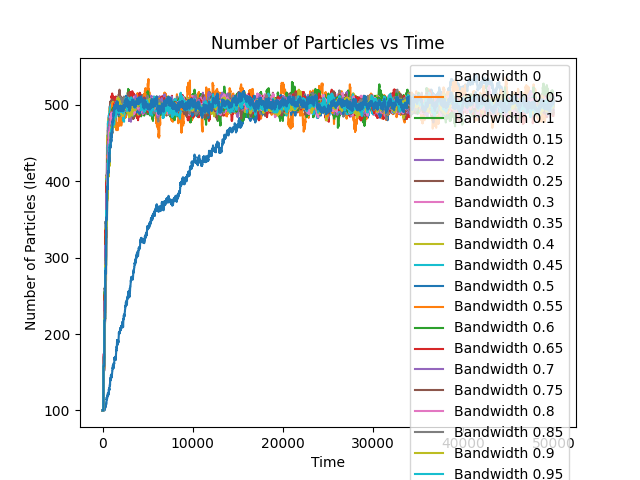 Number of Particles vs Time
Number of Particles (left)
500
400
300
200
100
0
10000
20000
30000
40000
50000
Time
Bandwidth 0
Bandwidth 0.05
Bandwidth 0.1
Bandwidth 0.15
Bandwidth 0.2
Bandwidth 0.25
Bandwidth 0.3
Bandwidth 0.35
Bandwidth 0.4
Bandwidth 0.45
Bandwidth 0.5
Bandwidth 0.55
Bandwidth 0.6
Bandwidth 0.65
Bandwidth 0.7
Bandwidth 0.75
Bandwidth 0.8
Bandwidth 0.85
Bandwidth 0.9
Bandwidth 0.95